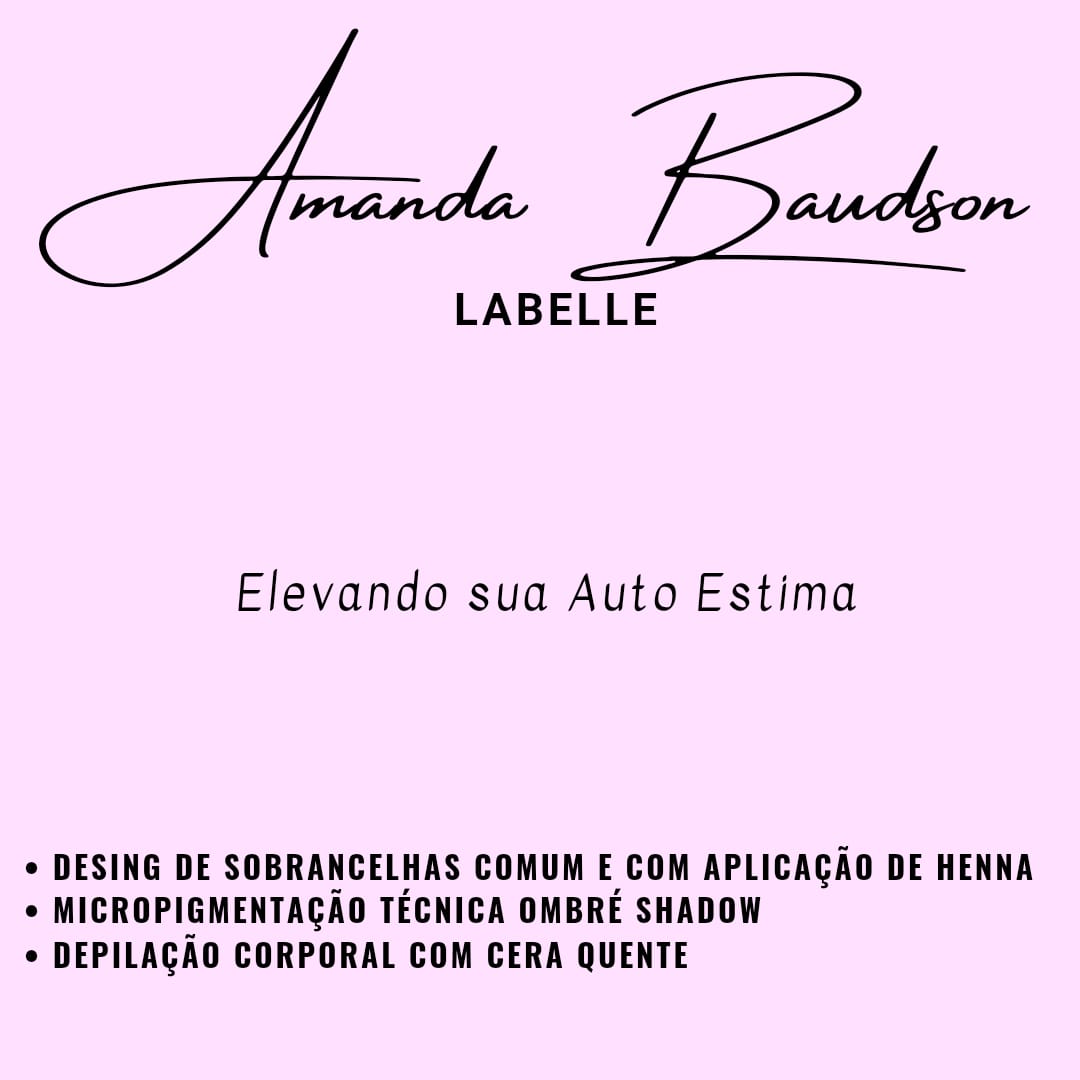 Amanda Baudson
LABELLE
Elevando sua Auto Estima
• DESING DE SOBRANCELHAS COMUM E COM APLICAÇÃO DE HENNA
• MICROPIGMENTAÇÃO TÉCNICA OMBRÉ SHADOW
• DEPILAÇÃO CORPORAL COM CERA QUENTE